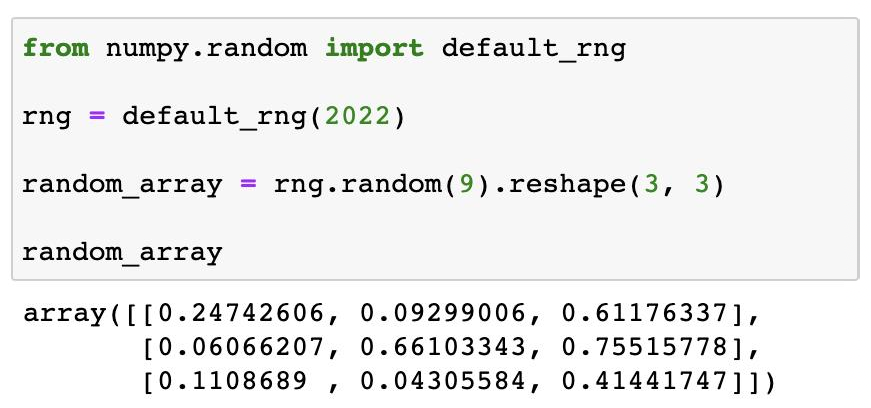 from numpy.random import default_rng
rng = default_rng(2022)
random_array = rng.random(9).reshape(3, 3)
random_array
array([[0.24742606, 0.09299006, 0.61176337],
       [0.06066207, 0.66103343, 0.75515778],
       [0.1108689 , 0.04305584, 0.41441747]])